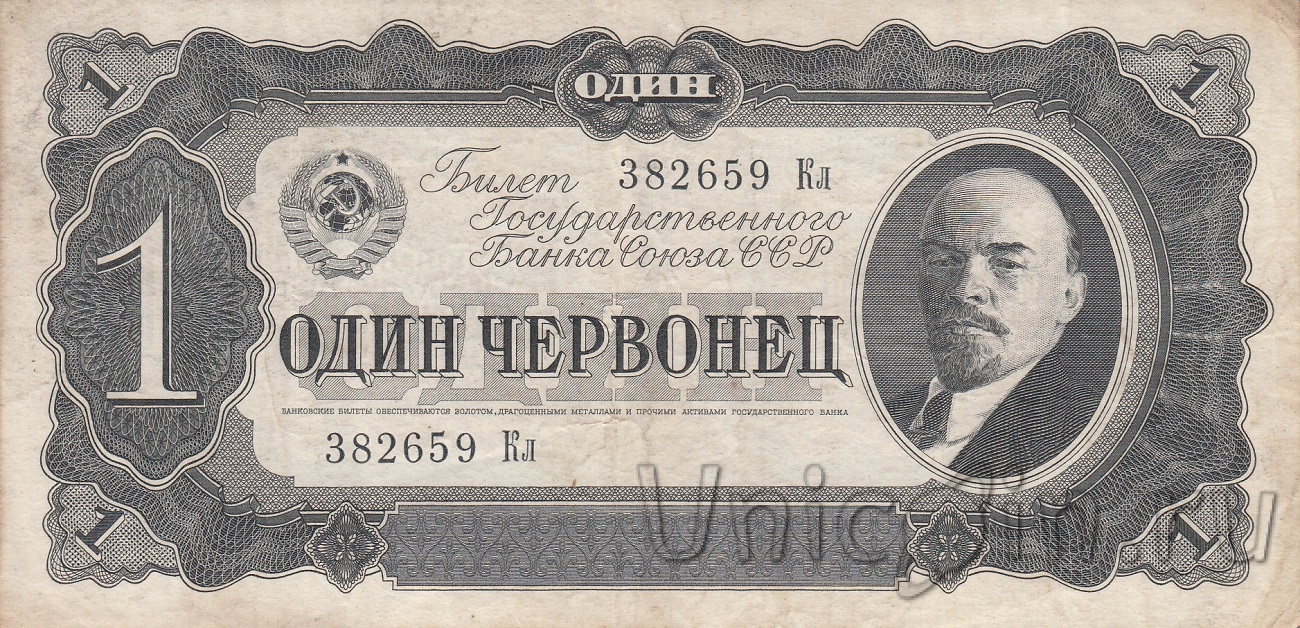 1 ОДИН 1
Билет 382659 Кл
Государственного
Банка Союза ССР
1
ОДИН
ОДИН ЧЕРВОНЕЦ
БАНКОВСКИЕ БИЛЕТЫ ОБЕСПЕЧИВАЮТСЯ ЗОЛОТОМ, ДРАГОЦЕННЫМИ МЕТАЛЛАМИ И ПРОЧИМИ АКТИВАМИ ГОСУДАРСТВЕННОГО БАНКА
382659 Кл
1 1